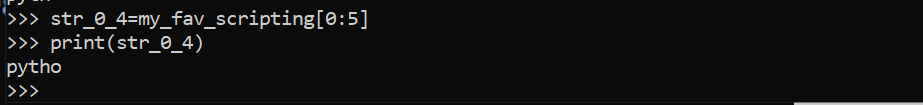 >>> str_0_4=my_fav_scripting[0:5]
>>> print(str_0_4)
pytho
>>>